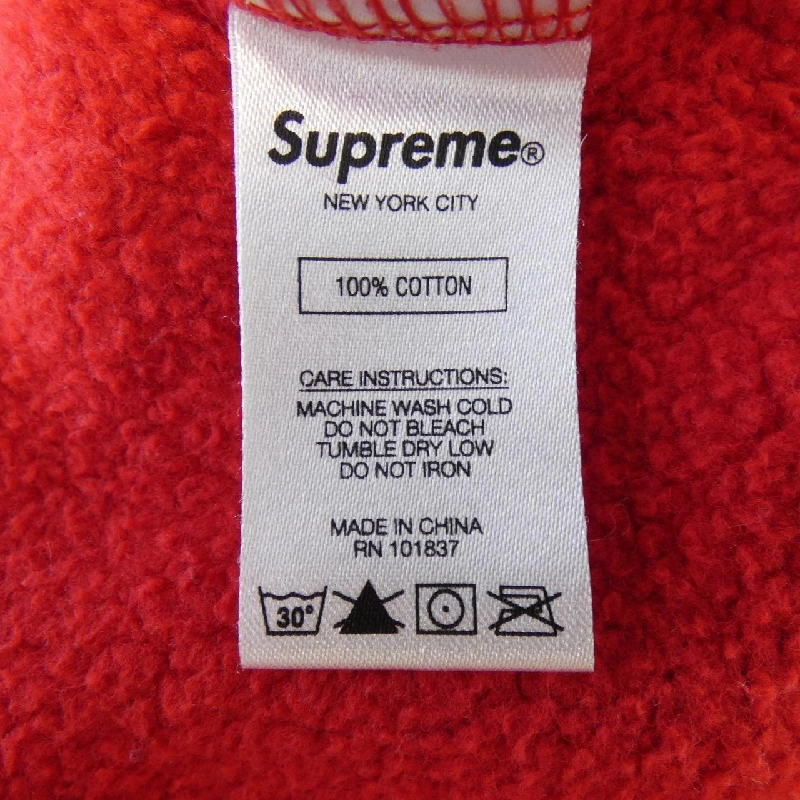 Supreme®
NEW YORK CITY
100% COTTON
CARE INSTRUCTIONS:
MACHINE WASH COLD
DO NOT BLEACH
TUMBLE DRY LOW
DO NOT IRON
MADE IN CHINA
RN 101837
30°